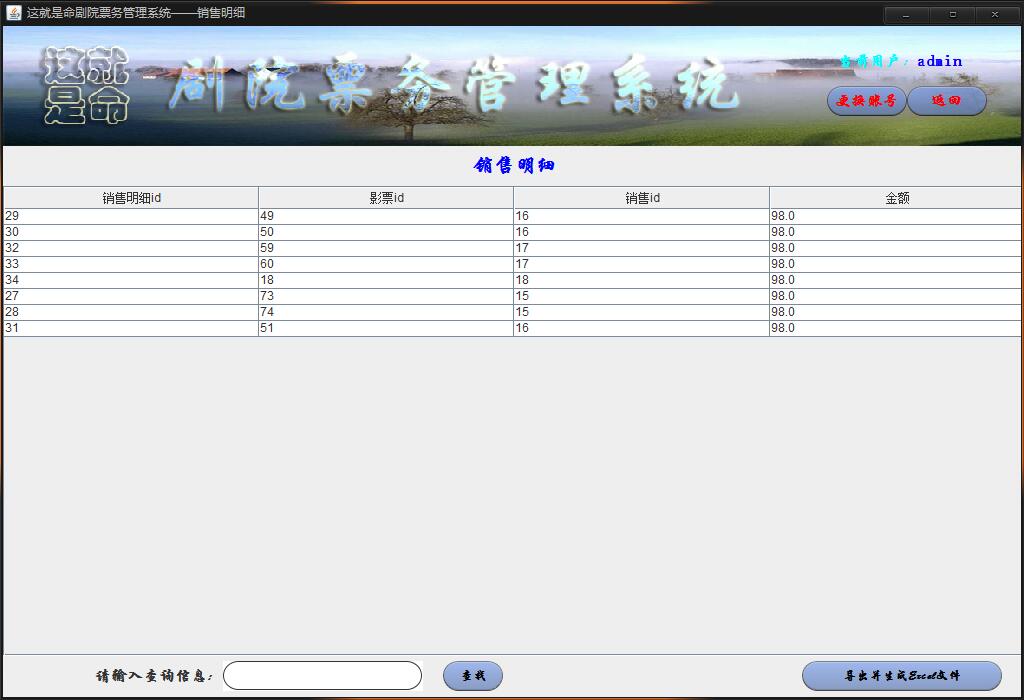 这就是命剧院票务管理系统——销售明细
这就是命
剧院票务管理系统
当前用户：admin
更换账号 返回
销售明细
销售明细id 影票id 销售id 金额
29 49 16 98.0
30 50 16 98.0
32 59 17 98.0
33 60 17 98.0
34 18 18 98.0
27 73 15 98.0
28 74 15 98.0
31 51 16 98.0
请输入查询信息： 查找 导出并生成Excel文件